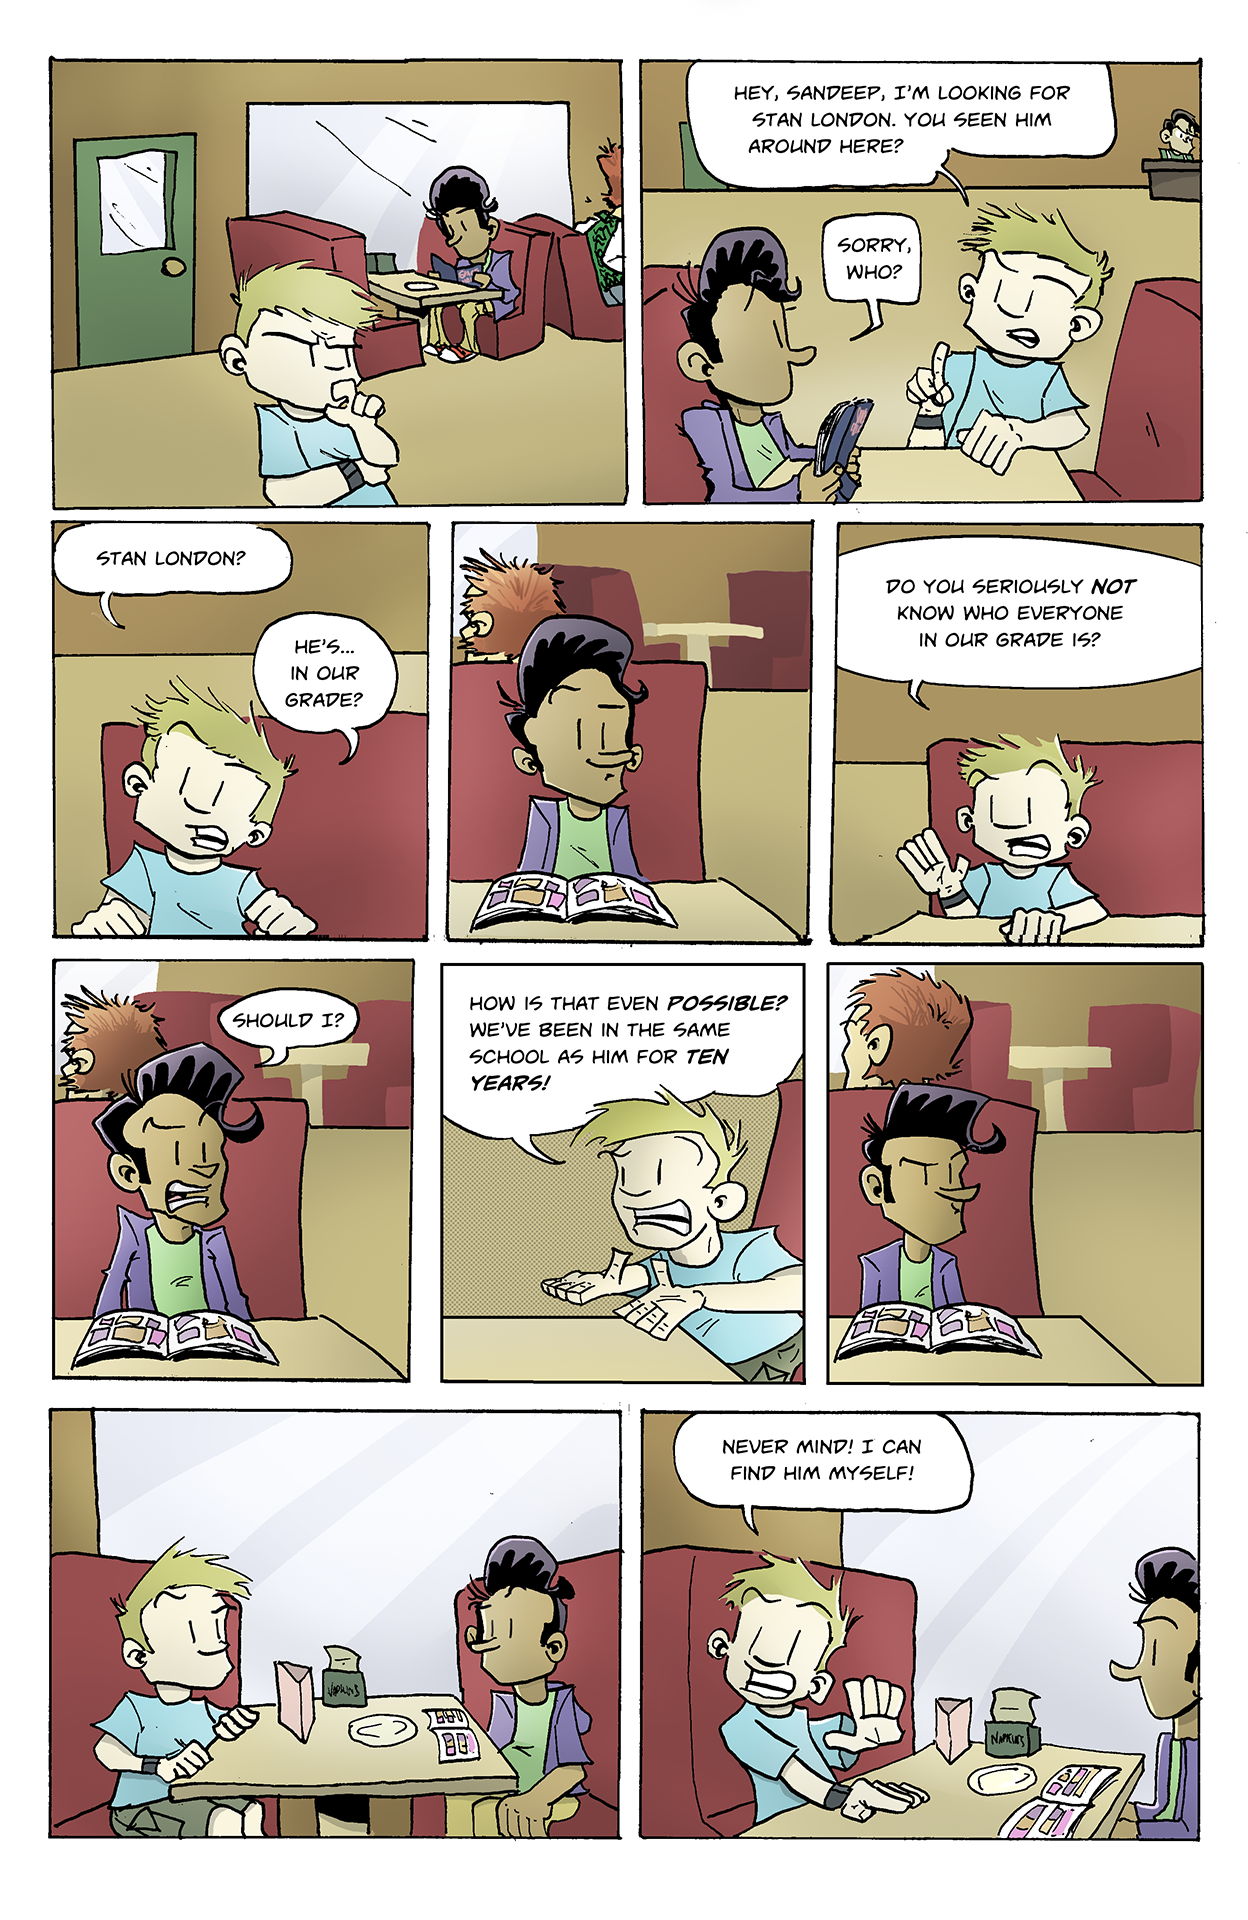 HEY, SANDEEP, I'M LOOKING FOR
STAN LONDON. YOU SEEN HIM
AROUND HERE?
SORRY,
WHO?
STAN LONDON?
HE'S...
IN OUR
GRADE?
DO YOU SERIOUSLY NOT
KNOW WHO EVERYONE
IN OUR GRADE IS?
SHOULD I?
HOW IS THAT EVEN POSSIBLE?
WE'VE BEEN IN THE SAME
SCHOOL AS HIM FOR TEN
YEARS!
NAPKINS
NEVER MIND! I CAN
FIND HIM MYSELF!
NAPKINS